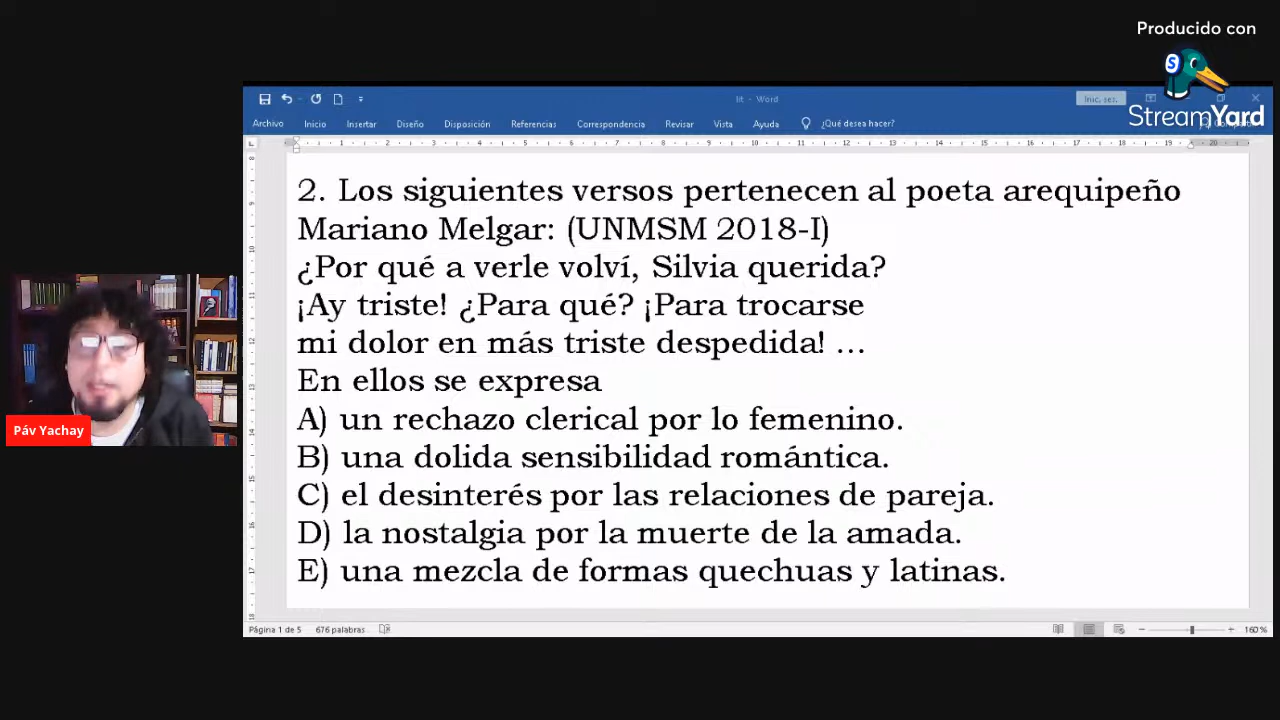 Producido con
StreamYard
lit - Word
Inic. ses.
Archivo Inicio Insertar Diseño Disposición Referencias Correspondencia Revisar Vista Ayuda ¿Qué desea hacer?
2. Los siguientes versos pertenecen al poeta arequipeño
Mariano Melgar: (UNMSM 2018-I)
¿Por qué a verle volví, Silvia querida?
¡Ay triste! ¿Para qué? ¡Para trocarse
mi dolor en más triste despedida! ...
En ellos se expresa
A) un rechazo clerical por lo femenino.
B) una dolida sensibilidad romántica.
C) el desinterés por las relaciones de pareja.
D) la nostalgia por la muerte de la amada.
E) una mezcla de formas quechuas y latinas.
Páv Yachay
Página 1 de 5 676 palabras 160 %